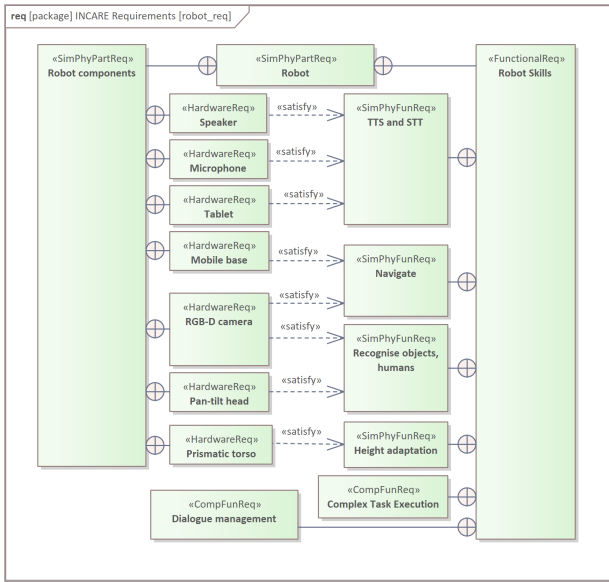 req [package] INCARE Requirements [robot_req]
«SimPhyPartReq»
Robot components
«SimPhyPartReq»
Robot
«FunctionalReq»
Robot Skills
«HardwareReq»
Speaker
«satisfy»
«SimPhyFunReq»
TTS and STT
«HardwareReq»
Microphone
«satisfy»
«HardwareReq»
Tablet
«satisfy»
«HardwareReq»
Mobile base
«satisfy»
«SimPhyFunReq»
Navigate
«HardwareReq»
RGB-D camera
«satisfy»
«satisfy»
«SimPhyFunReq»
Recognise objects,
humans
«HardwareReq»
Pan-tilt head
«satisfy»
«HardwareReq»
Prismatic torso
«satisfy»
«SimPhyFunReq»
Height adaptation
«CompFunReq»
Complex Task Execution
«CompFunReq»
Dialogue management